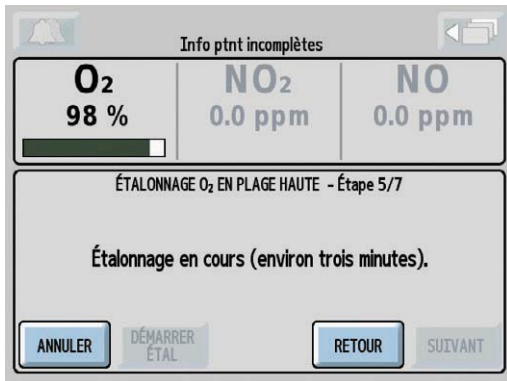 Info ptnt incomplètes
O₂ NO₂ NO
98 % 0.0 ppm 0.0 ppm
ÉTALONNAGE O₂ EN PLAGE HAUTE - Étape 5/7
Étalonnage en cours (environ trois minutes).
ANNULER DÉMARRER ÉTAL RETOUR SUIVANT